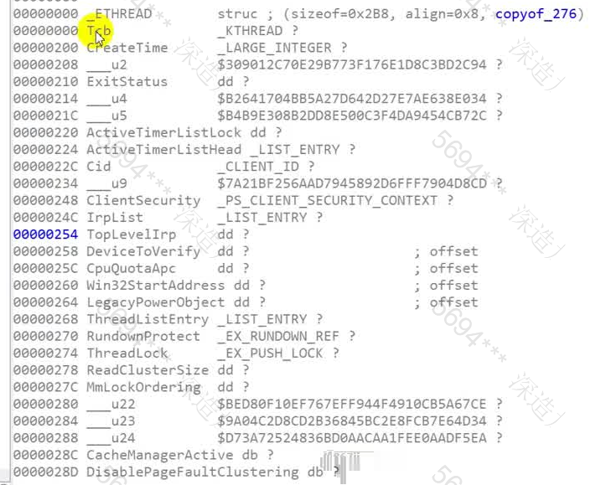 00000000 _ETHREAD struc ; (sizeof=0x2B8, align=0x8, copyof_276)
00000000 Tcb _KTHREAD ?
00000200 CreateTime _LARGE_INTEGER ?
00000208 ___u2 $309012C70E29B773F176E1D8C3BD2C94 ?
00000210 ExitStatus dd ?
00000214 ___u4 $B2641704BB5A27D642D27E7AE638E034 ?
0000021C ___u5 $B4B9E308B2DD8E500C3F4DA9454CB72C ?
00000220 ActiveTimerListLock dd ?
00000224 ActiveTimerListHead _LIST_ENTRY ?
0000022C Cid _CLIENT_ID ?
00000234 ___u9 $7A21BF256AAD7945892D6FFF7904D8CD ?
00000248 ClientSecurity _PS_CLIENT_SECURITY_CONTEXT ?
0000024C IrpList _LIST_ENTRY ?
00000254 TopLevelIrp dd ?
00000258 DeviceToVerify dd ? ; offset
0000025C CpuQuotaApc dd ? ; offset
00000260 Win32StartAddress dd ? ; offset
00000264 LegacyPowerObject dd ? ; offset
00000268 ThreadListEntry _LIST_ENTRY ?
00000270 RundownProtect _EX_RUNDOWN_REF ?
00000274 ThreadLock _EX_PUSH_LOCK ?
00000278 ReadClusterSize dd ?
0000027C MmLockOrdering dd ?
00000280 ___u22 $BED80F10EF767EFF944F4910CB5A67CE ?
00000284 ___u23 $9A04C2D8CD2B36845BC2E8FCB7E64D34 ?
00000288 ___u24 $D73A72524836BD0AACAA1FEE0AADF5EA ?
0000028C CacheManagerActive db ?
0000028D DisablePageFaultClustering db ?
5694*** 深造丿